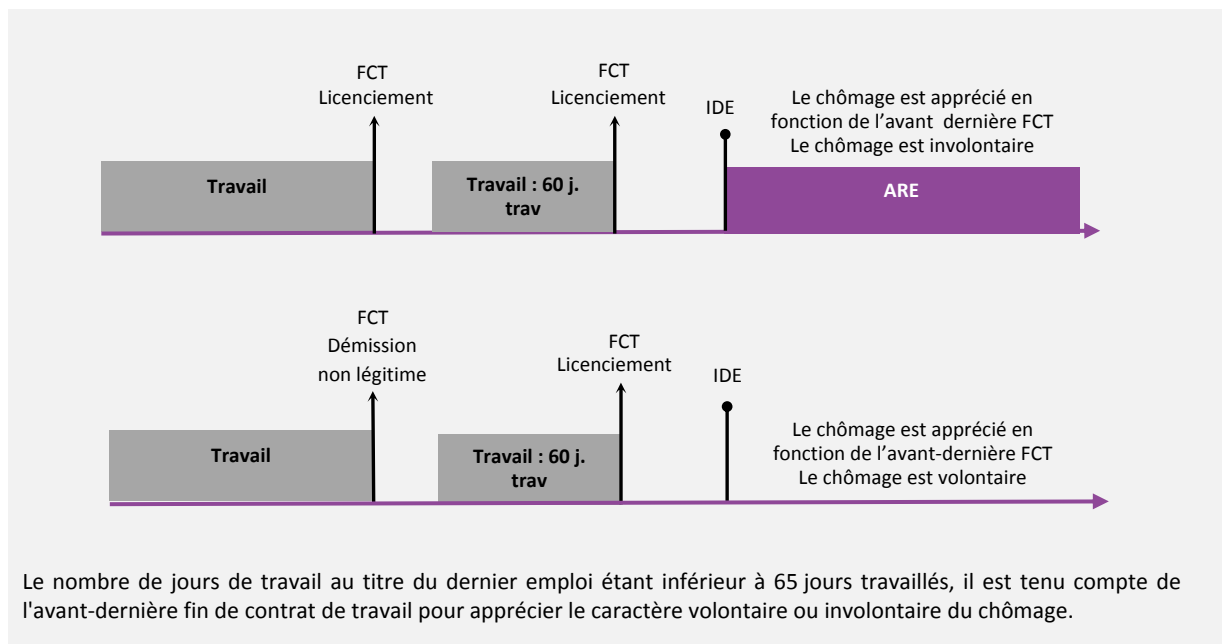 FCT
Licenciement
FCT
Licenciement
IDE
Le chômage est apprécié en
fonction de l’avant dernière FCT
Le chômage est involontaire
Travail
Travail : 60 j.
trav
ARE
FCT
Démission
non légitime
FCT
Licenciement
IDE
Le chômage est apprécié en
fonction de l’avant-dernière FCT
Le chômage est volontaire
Travail
Travail : 60 j.
trav
Le nombre de jours de travail au titre du dernier emploi étant inférieur à 65 jours travaillés, il est tenu compte de
l'avant-dernière fin de contrat de travail pour apprécier le caractère volontaire ou involontaire du chômage.